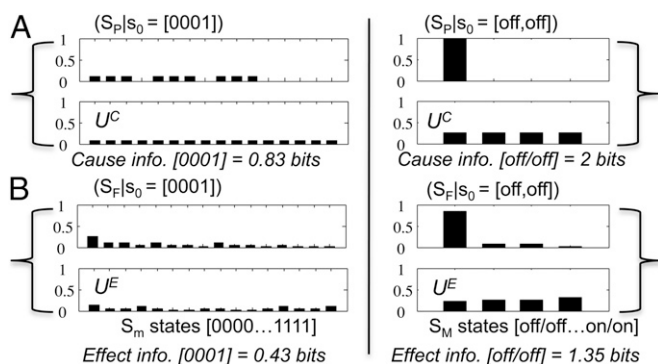 A
(S_P|s_0 = [0001])
(S_P|s_0 = [off,off])
1
0.5
0
1
0.5
0
1
0.5
0
1
0.5
0
U^C
U^C
Cause info. [0001] = 0.83 bits
Cause info. [off/off] = 2 bits
B
(S_F|s_0 = [0001])
(S_F|s_0 = [off,off])
1
0.5
0
1
0.5
0
1
0.5
0
1
0.5
0
U^E
U^E
S_m states [0000...1111]
S_M states [off/off...on/on]
Effect info. [0001] = 0.43 bits
Effect info. [off/off] = 1.35 bits